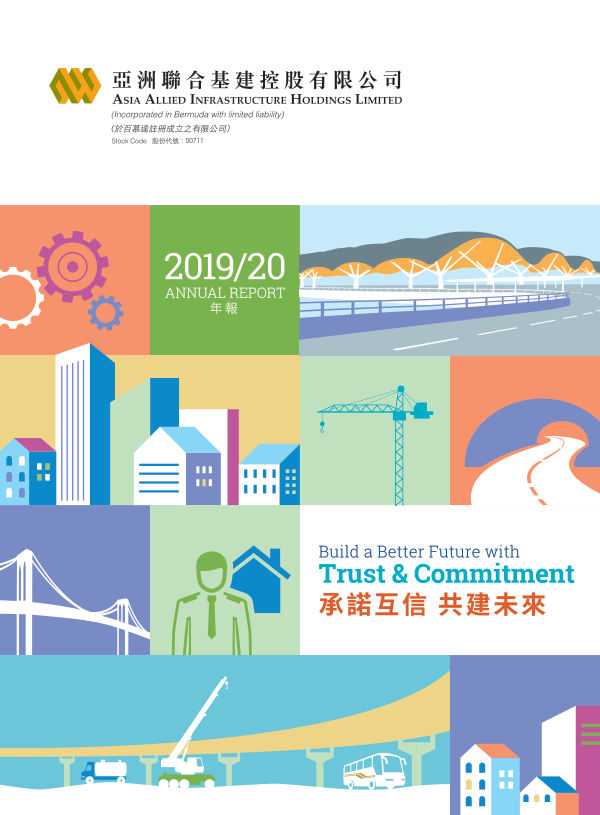 亞洲聯合基建控股有限公司
ASIA ALLIED INFRASTRUCTURE HOLDINGS LIMITED
(Incorporated in Bermuda with limited liability)
(於百慕達註冊成立之有限公司)
Stock Code 股份代號 : 00711
2019/20
ANNUAL REPORT
年報
Build a Better Future with
Trust & Commitment
承諾互信 共建未來